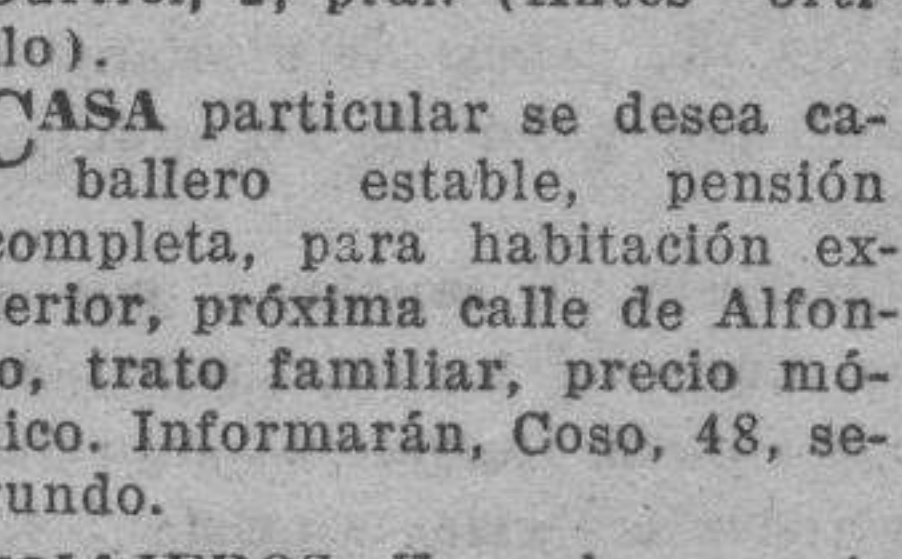 lo).
CASA particular se desea ca-
ballero estable, pensión
completa, para habitación ex-
erior, próxima calle de Alfon-
o, trato familiar, precio mó-
ico. Informarán, Coso, 48, se-
undo.